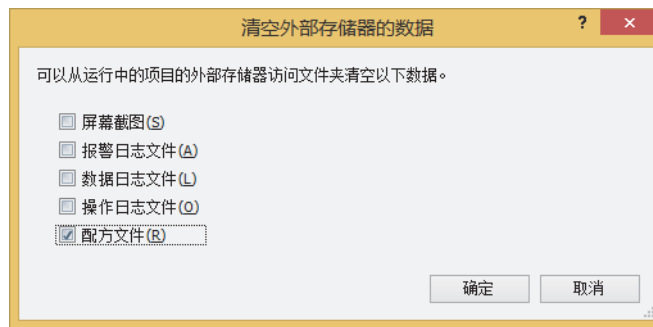 清空外部存储器的数据
?
×
可以从运行中的项目的外部存储器访问文件夹清空以下数据。
屏幕截图(S)
报警日志文件(A)
数据日志文件(L)
操作日志文件(O)
配方文件(R)
确定
取消